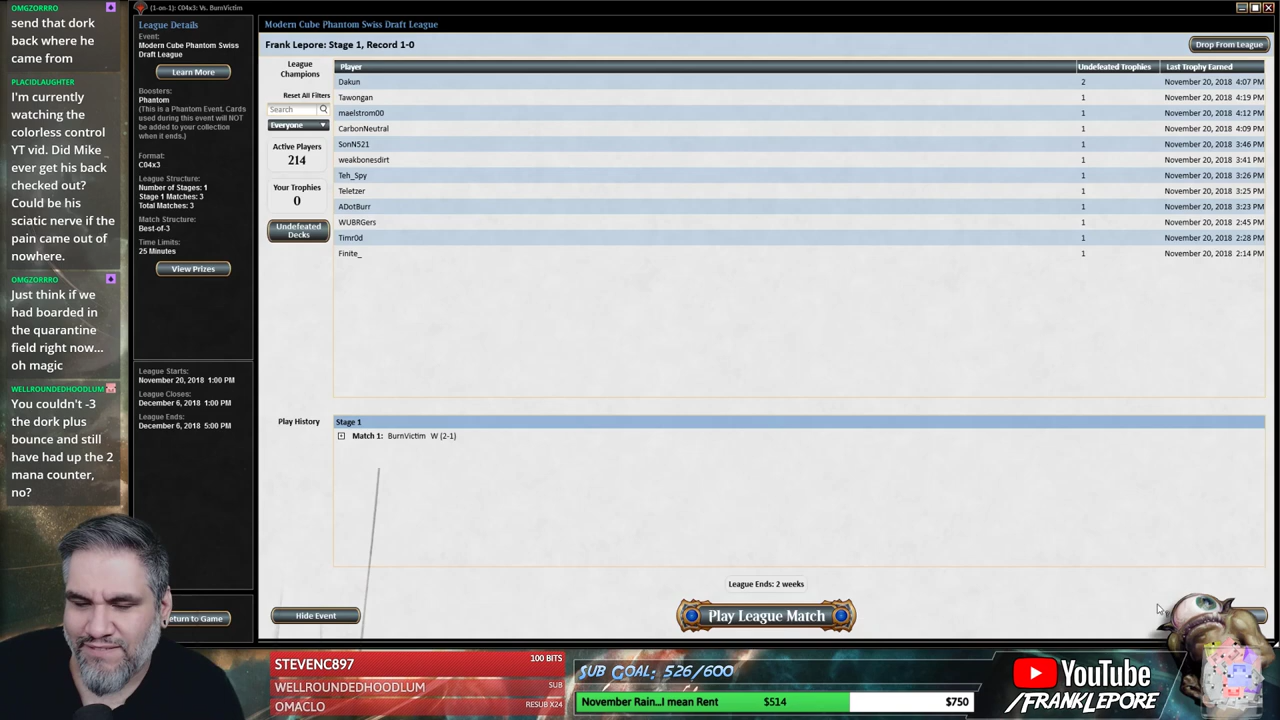 OMGZORRRO
send that dork
back where he
came from
PLACIDLAUGHTER
I'm currently
watching the
colorless control
YT vid. Did Mike
ever get his back
checked out?
Could be his
sciatic nerve if the
pain came out of
nowhere.
OMGZORRRO
Just think if we
had boarded in
the quarantine
field right now...
oh magic
WELLROUNDEDHOODLUM
You couldn't -3
the dork plus
bounce and still
have had up the 2
mana counter,
no?
(1-on-1): C04x3: Vs. BurnVictim
League Details
Event:
Modern Cube Phantom Swiss
Draft League
Learn More
Boosters:
Phantom
(This is a Phantom Event. Cards
used during this event will NOT
be added to your collection
when it ends.)
Format:
C04x3
League Structure:
Number of Stages: 1
Stage 1 Matches: 3
Total Matches: 3
Match Structure:
Best-of-3
Time Limits:
25 Minutes
View Prizes
League Starts:
November 20, 2018 1:00 PM
League Closes:
December 6, 2018 1:00 PM
League Ends:
December 6, 2018 5:00 PM
eturn to Game
Modern Cube Phantom Swiss Draft League
Frank Lepore: Stage 1, Record 1-0
Drop From League
League
Champions
Reset All Filters
Search
Everyone
Active Players
214
Your Trophies
0
Undefeated
Decks
Player Undefeated Trophies Last Trophy Earned
Dakun 2 November 20, 2018 4:07 PM
Tawongan 1 November 20, 2018 4:19 PM
maelstrom00 1 November 20, 2018 4:12 PM
CarbonNeutral 1 November 20, 2018 4:09 PM
SonN521 1 November 20, 2018 3:46 PM
weakbonesdirt 1 November 20, 2018 3:41 PM
Teh_Spy 1 November 20, 2018 3:26 PM
Teletzer 1 November 20, 2018 3:25 PM
ADotBurr 1 November 20, 2018 3:23 PM
WUBRGers 1 November 20, 2018 2:45 PM
Timr0d 1 November 20, 2018 2:28 PM
Finite_ 1 November 20, 2018 2:14 PM
Play History
Stage 1
Match 1: BurnVictim W (2-1)
League Ends: 2 weeks
Hide Event
Play League Match
STEVENC897 100 BITS
WELLROUNDEDHOODLUM SUB
OMACLO RESUB X24
SUB GOAL: 526/600
November Rain...I mean Rent $514 $750
YouTube
/FRANKLEPORE